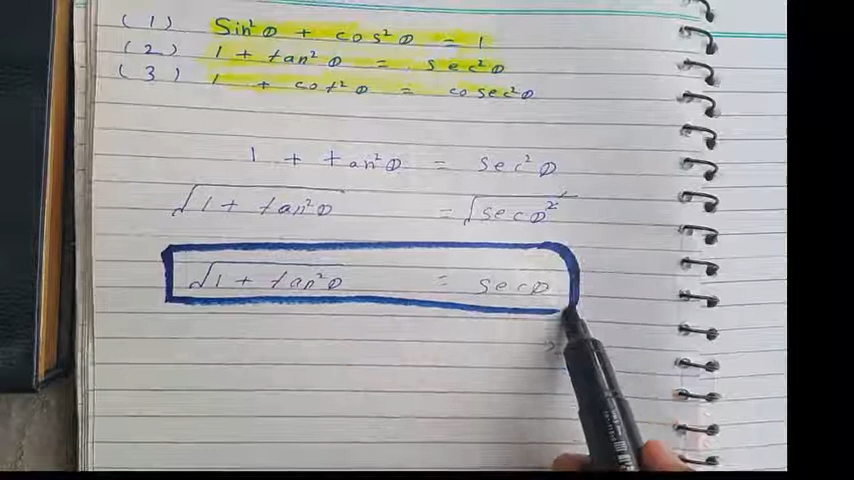 (1) Sin²θ + cos²θ = 1
(2) 1 + tan²θ = sec²θ
(3) 1 + cot²θ = cosec²θ
1 + tan²θ = sec²θ
√1 + tan²θ = √secθ²
√1 + tan²θ = secθ